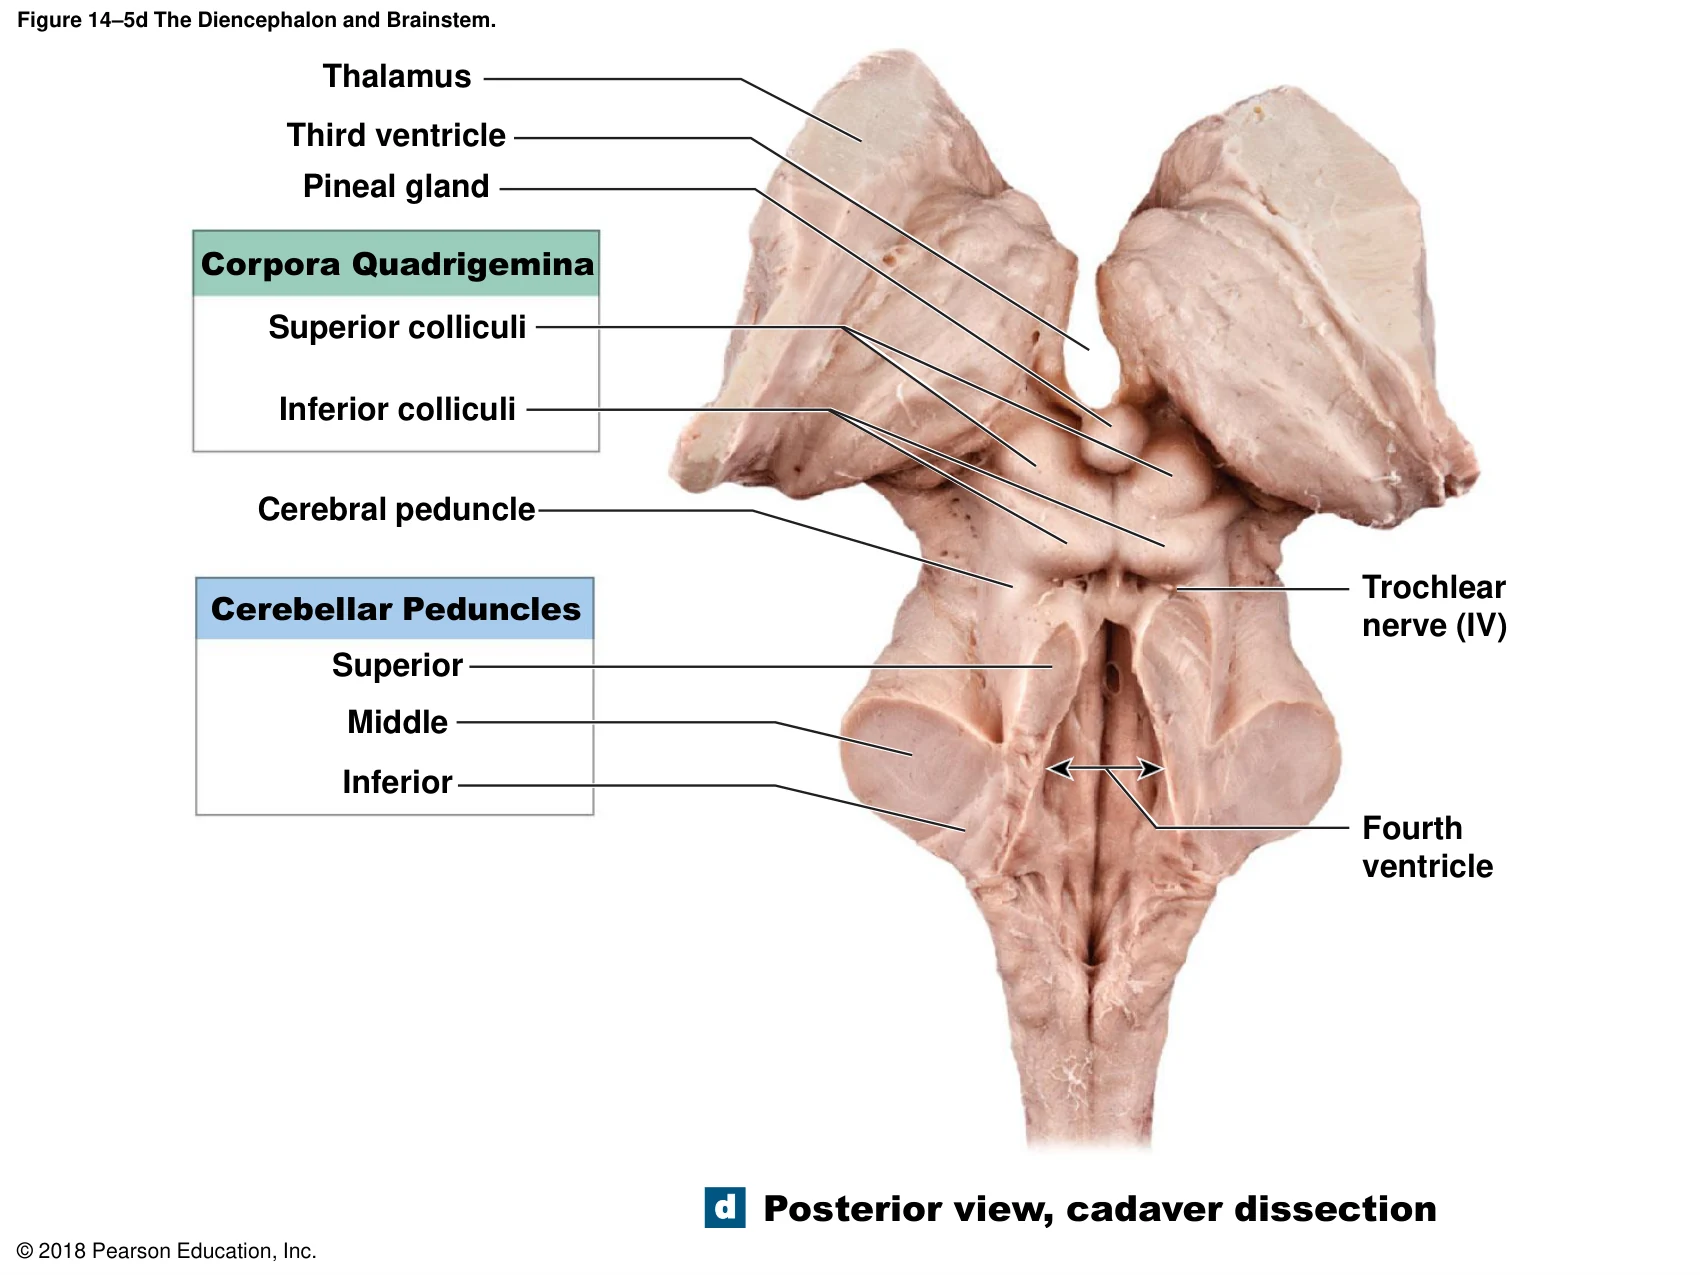 Figure 14–5d The Diencephalon and Brainstem.
Thalamus
Third ventricle
Pineal gland
Corpora Quadrigemina
Superior colliculi
Inferior colliculi
Cerebral peduncle
Cerebellar Peduncles
Superior
Middle
Inferior
Trochlear
nerve (IV)
Fourth
ventricle
d Posterior view, cadaver dissection
© 2018 Pearson Education, Inc.